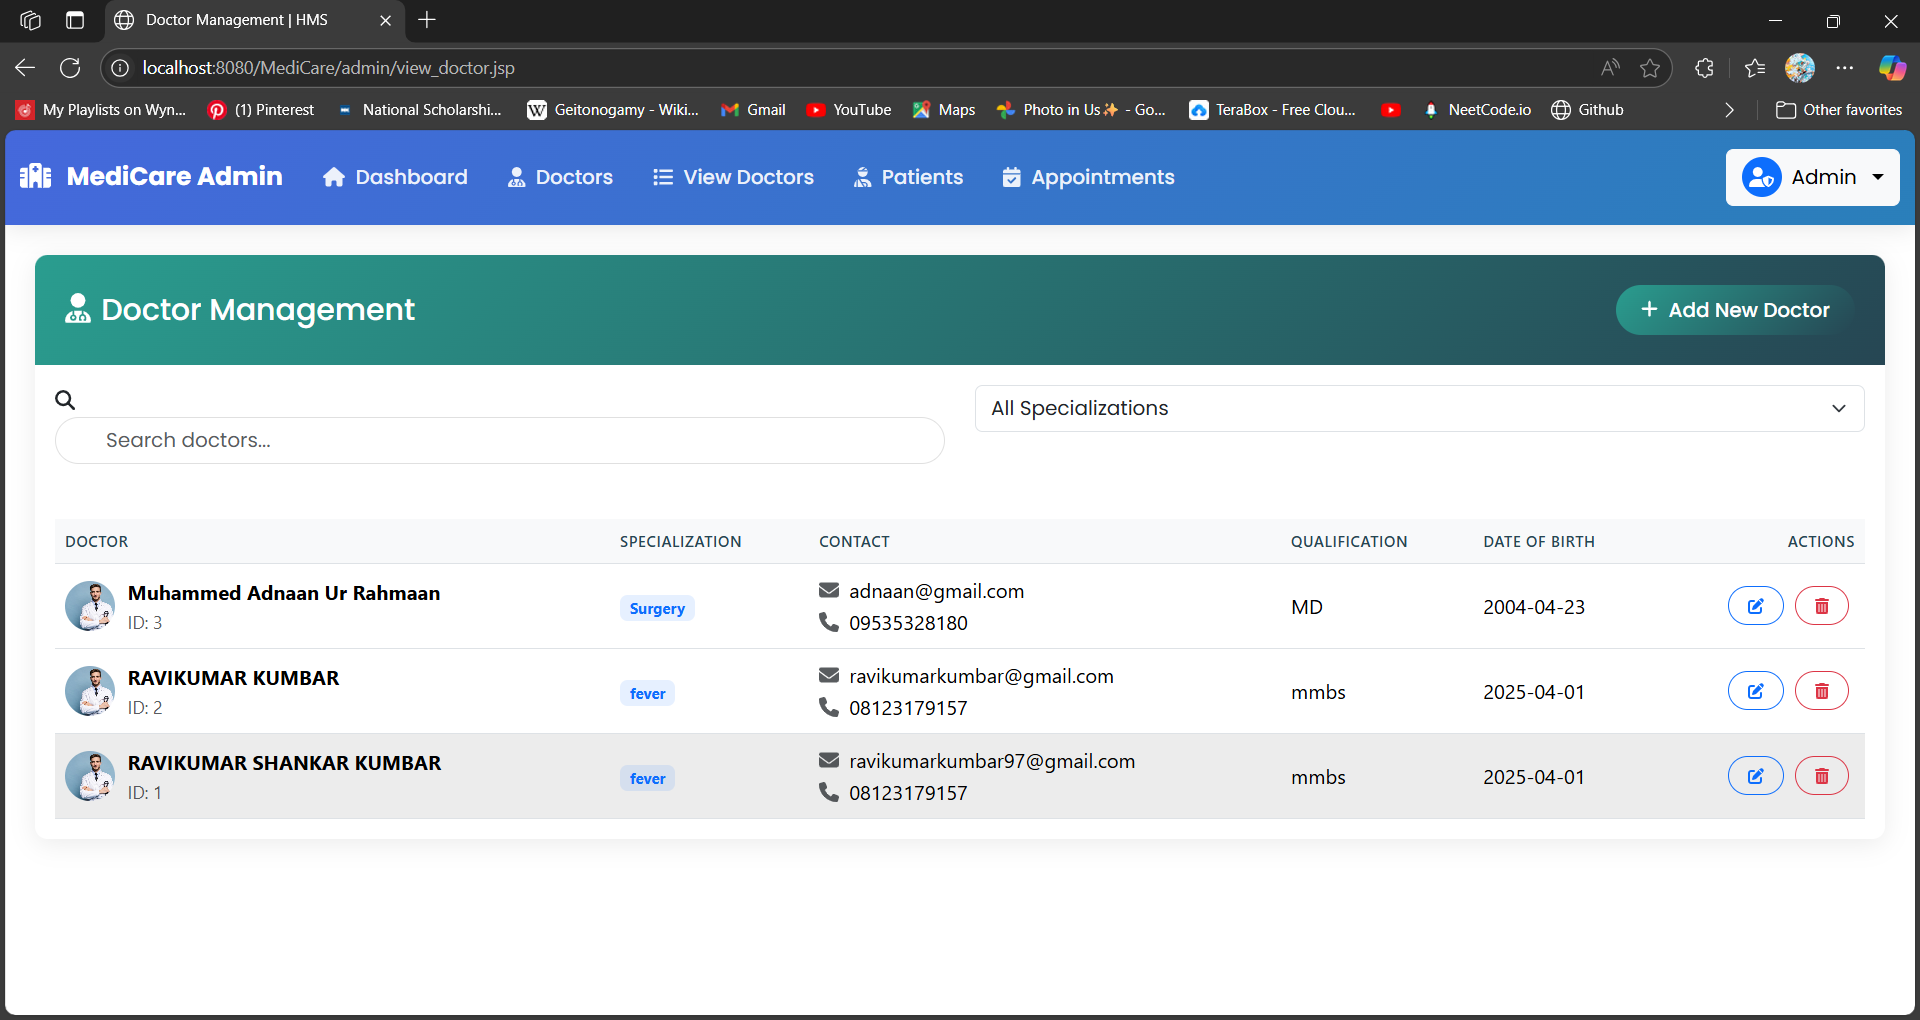 Doctor Management | HMS
localhost:8080/MediCare/admin/view_doctor.jsp
My Playlists on Wyn... (1) Pinterest National Scholarshi... Geitonogamy - Wiki... Gmail YouTube Maps Photo in Us✨ - Go... TeraBox - Free Clou... NeetCode.io Github Other favorites
MediCare Admin Dashboard Doctors View Doctors Patients Appointments Admin
Doctor Management + Add New Doctor
All Specializations
Search doctors...
DOCTOR SPECIALIZATION CONTACT QUALIFICATION DATE OF BIRTH ACTIONS
Muhammed Adnaan Ur Rahmaan adnaan@gmail.com
Surgery MD 2004-04-23
ID: 3 09535328180
RAVIKUMAR KUMBAR ravikumarkumbar@gmail.com
fever mmbs 2025-04-01
ID: 2 08123179157
RAVIKUMAR SHANKAR KUMBAR ravikumarkumbar97@gmail.com
fever mmbs 2025-04-01
ID: 1 08123179157